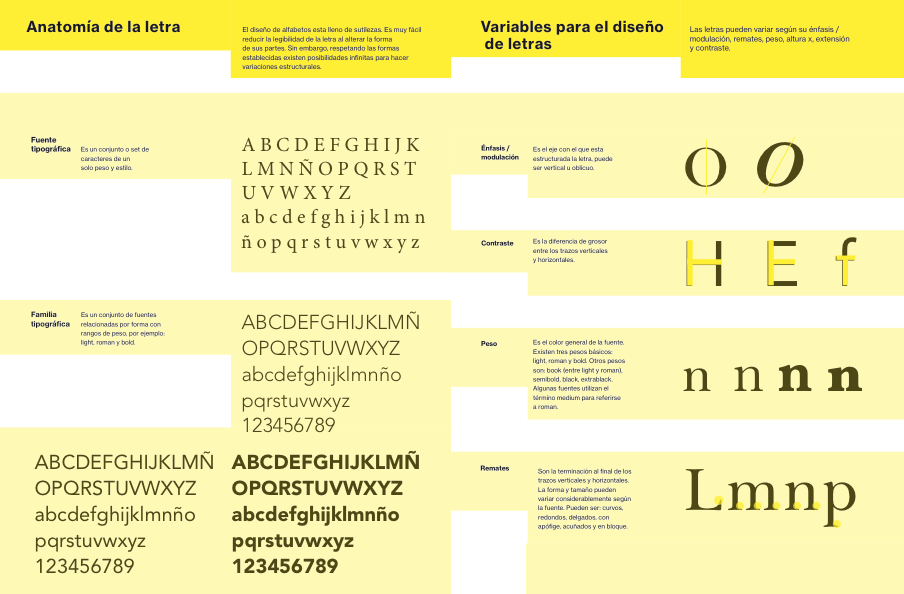 Anatomía de la letra
El diseño de alfabetos esta lleno de sutilezas. Es muy fácil
reducir la legibilidad de la letra al alterar la forma
de sus partes. Sin embargo, respetando las formas
establecidas existen posibilidades infinitas para hacer
variaciones estructurales.
Fuente
tipográfica
Es un conjunto o set de
caracteres de un
solo peso y estilo.
A B C D E F G H I J K
L M N Ñ O P Q R S T
U V W X Y Z
a b c d e f g h i j k l m n
ñ o p q r s t u v w x y z
Familia
tipográfica
Es un conjunto de fuentes
relacionadas por forma con
rangos de peso, por ejemplo:
light, roman y bold.
ABCDEFGHIJKLMNÑ
OPQRSTUVWXYZ
abcdefghijklmnño
pqrstuvwxyz
123456789
ABCDEFGHIJKLMNÑ
OPQRSTUVWXYZ
abcdefghijklmnño
pqrstuvwxyz
123456789
ABCDEFGHIJKLMNÑ
OPQRSTUVWXYZ
abcdefghijklmnño
pqrstuvwxyz
123456789
Variables para el diseño
de letras
Las letras pueden variar según su énfasis /
modulación, remates, peso, altura x, extensión
y contraste.
Énfasis /
modulación
Es el eje con el que esta
estructurada la letra, puede
ser vertical u oblicuo.
O O
Contraste
Es la diferencia de grosor
entre los trazos verticales
y horizontales.
H E f
Peso
Es el color general de la fuente.
Existen tres pesos básicos:
light, roman y bold. Otros pesos
son: book (entre light y roman),
semibold, black, extrablack.
Algunas fuentes utilizan el
término medium para referirse
a roman.
n n n n
Remates
Son la terminación al final de los
trazos verticales y horizontales.
La forma y tamaño pueden
variar considerablemente según
la fuente. Pueden ser: curvos,
redondos, delgados, con
apófige, acuñados y en bloque.
Lmnp